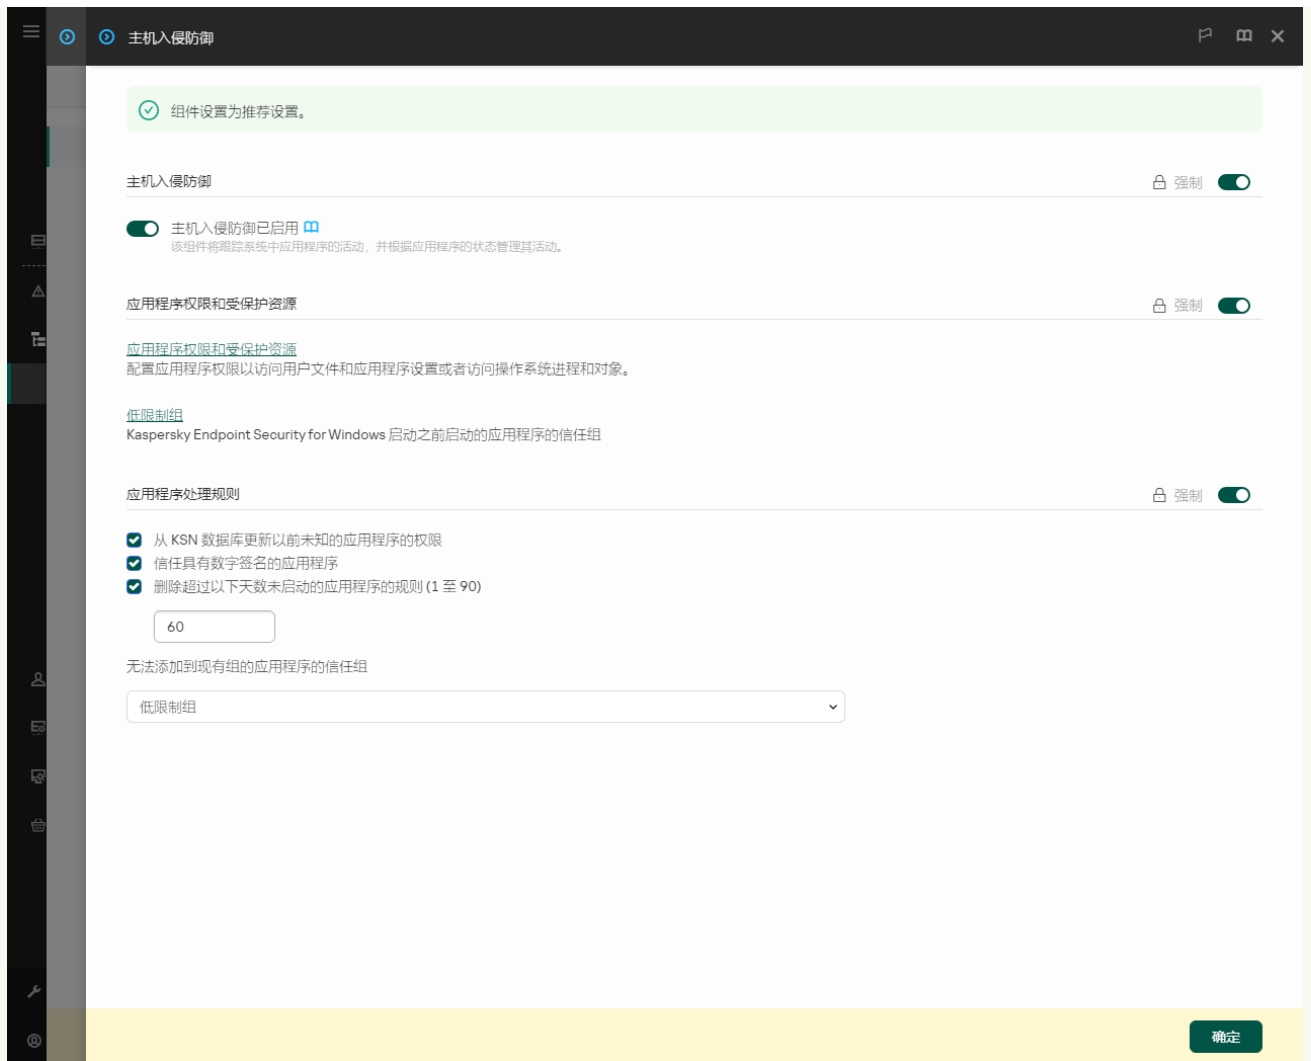 主机入侵防御
组件设置为推荐设置。
主机入侵防御
强制
主机入侵防御已启用
该组件将跟踪系统中应用程序的活动，并根据应用程序的状态管理其活动。
应用程序权限和受保护资源
强制
应用程序权限和受保护资源
配置应用程序权限以访问用户文件和应用程序设置或者访问操作系统进程和对象。
低限制组
Kaspersky Endpoint Security for Windows 启动之前启动的应用程序的信任组
应用程序处理规则
强制
从 KSN 数据库更新以前未知的应用程序的权限
信任具有数字签名的应用程序
删除超过以下天数未启动的应用程序的规则 (1 至 90)
60
无法添加到现有组的应用程序的信任组
低限制组
确定